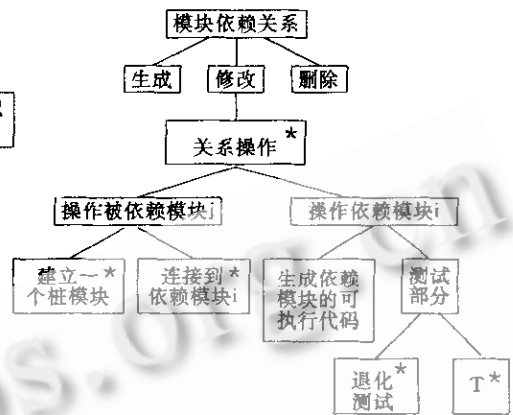 模块依赖关系
生成
修改
删除
关系操作*
操作被依赖模块j
操作依赖模块i
建立一*
个桩模块
连接到*
依赖模块i
生成依赖
模块的可
执行代码
测试
部分
退化*
测试
T*